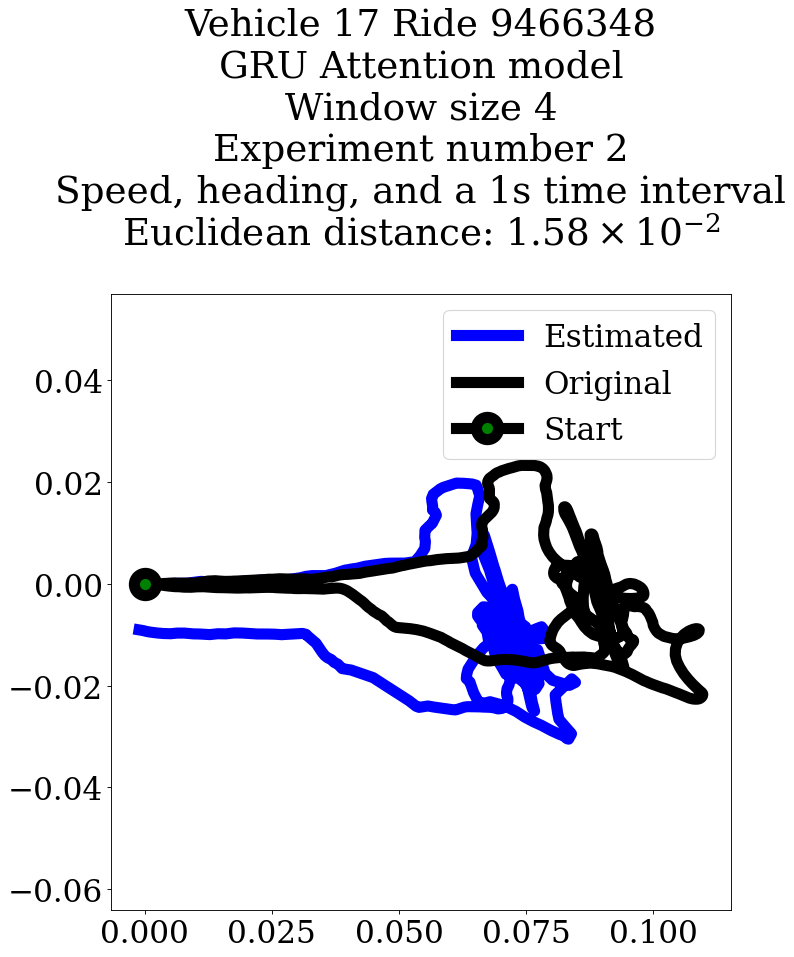 Vehicle 17 Ride 9466348
GRU Attention model
Window size 4
Experiment number 2
Speed, heading, and a 1s time interval
Euclidean distance: 1.58 × 10⁻²
Estimated
Original
Start
0.04
0.02
0.00
−0.02
−0.04
−0.06
0.000 0.025 0.050 0.075 0.100